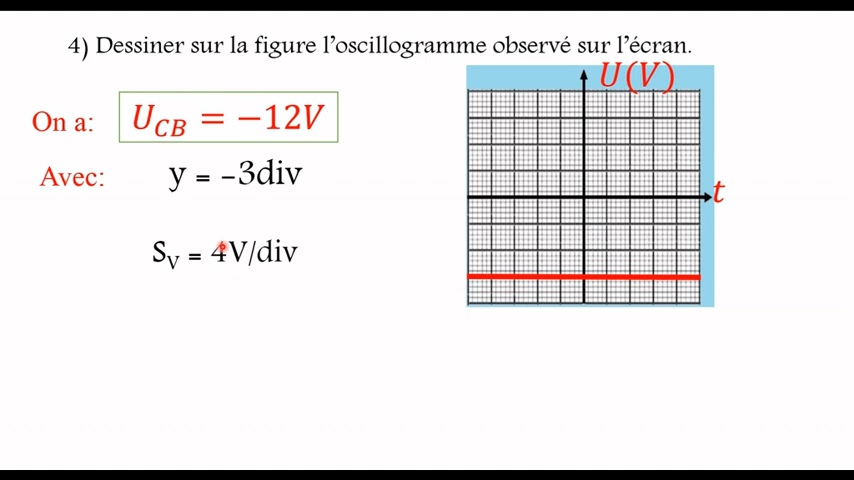 4) Dessiner sur la figure l'oscillogramme observé sur l'écran.
U(V)
On a: U_CB = −12V
Avec: y = -3div
t
S_V = 4V/div